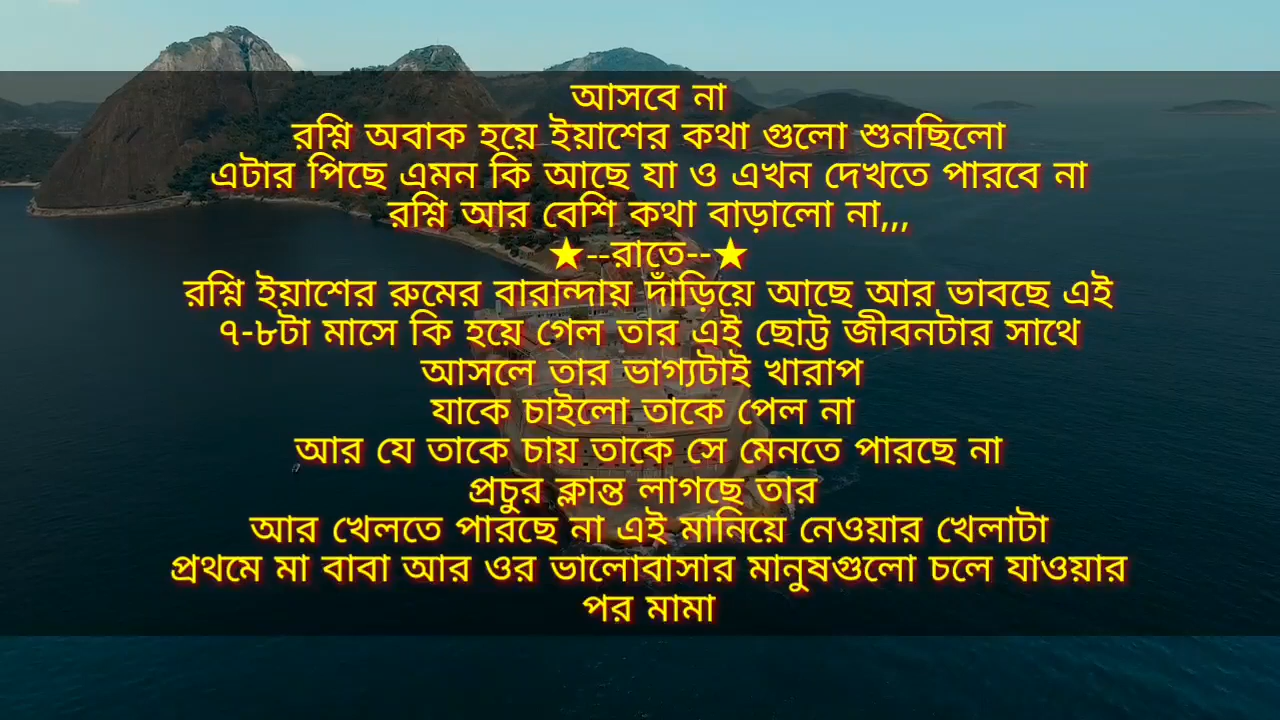 আসবে না
রশ্নি অবাক হয়ে ইয়াশের কথা গুলো শুনছিলো
এটার পিছে এমন কি আছে যা ও এখন দেখতে পারবে না
রশ্নি আর বেশি কথা বাড়ালো না,,,
★--রাতে--★
রশ্নি ইয়াশের রুমের বারান্দায় দাঁড়িয়ে আছে আর ভাবছে এই
৭-৮টা মাসে কি হয়ে গেল তার এই ছোট্ট জীবনটার সাথে
আসলে তার ভাগ্যটাই খারাপ
যাকে চাইলো তাকে পেল না
আর যে তাকে চায় তাকে সে মেনতে পারছে না
প্রচুর ক্লান্ত লাগছে তার
আর খেলতে পারছে না এই মানিয়ে নেওয়ার খেলাটা
প্রথমে মা বাবা আর ওর ভালোবাসার মানুষগুলো চলে যাওয়ার
পর মামা